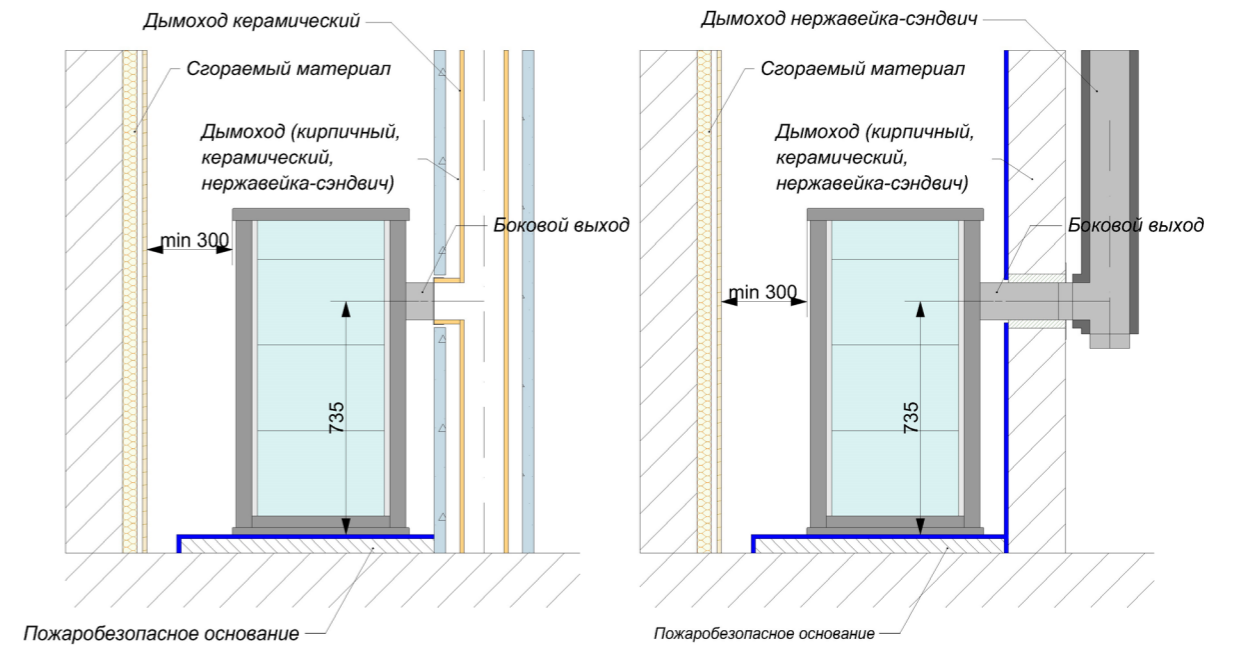 Дымоход керамический
Сгораемый материал
Дымоход (кирпичный,
керамический,
нержавейка-сэндвич)
Боковой выход
min 300
735
Пожаробезопасное основание
Дымоход нержавейка-сэндвич
Сгораемый материал
Дымоход (кирпичный,
керамический,
нержавейка-сэндвич)
Боковой выход
min 300
735
Пожаробезопасное основание